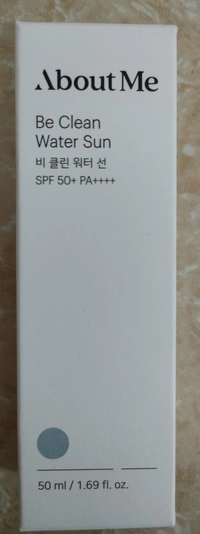 About Me
Be Clean
Water Sun
비 클린 워터 선
SPF 50+ PA++++
50 ml / 1.69 fl. oz.